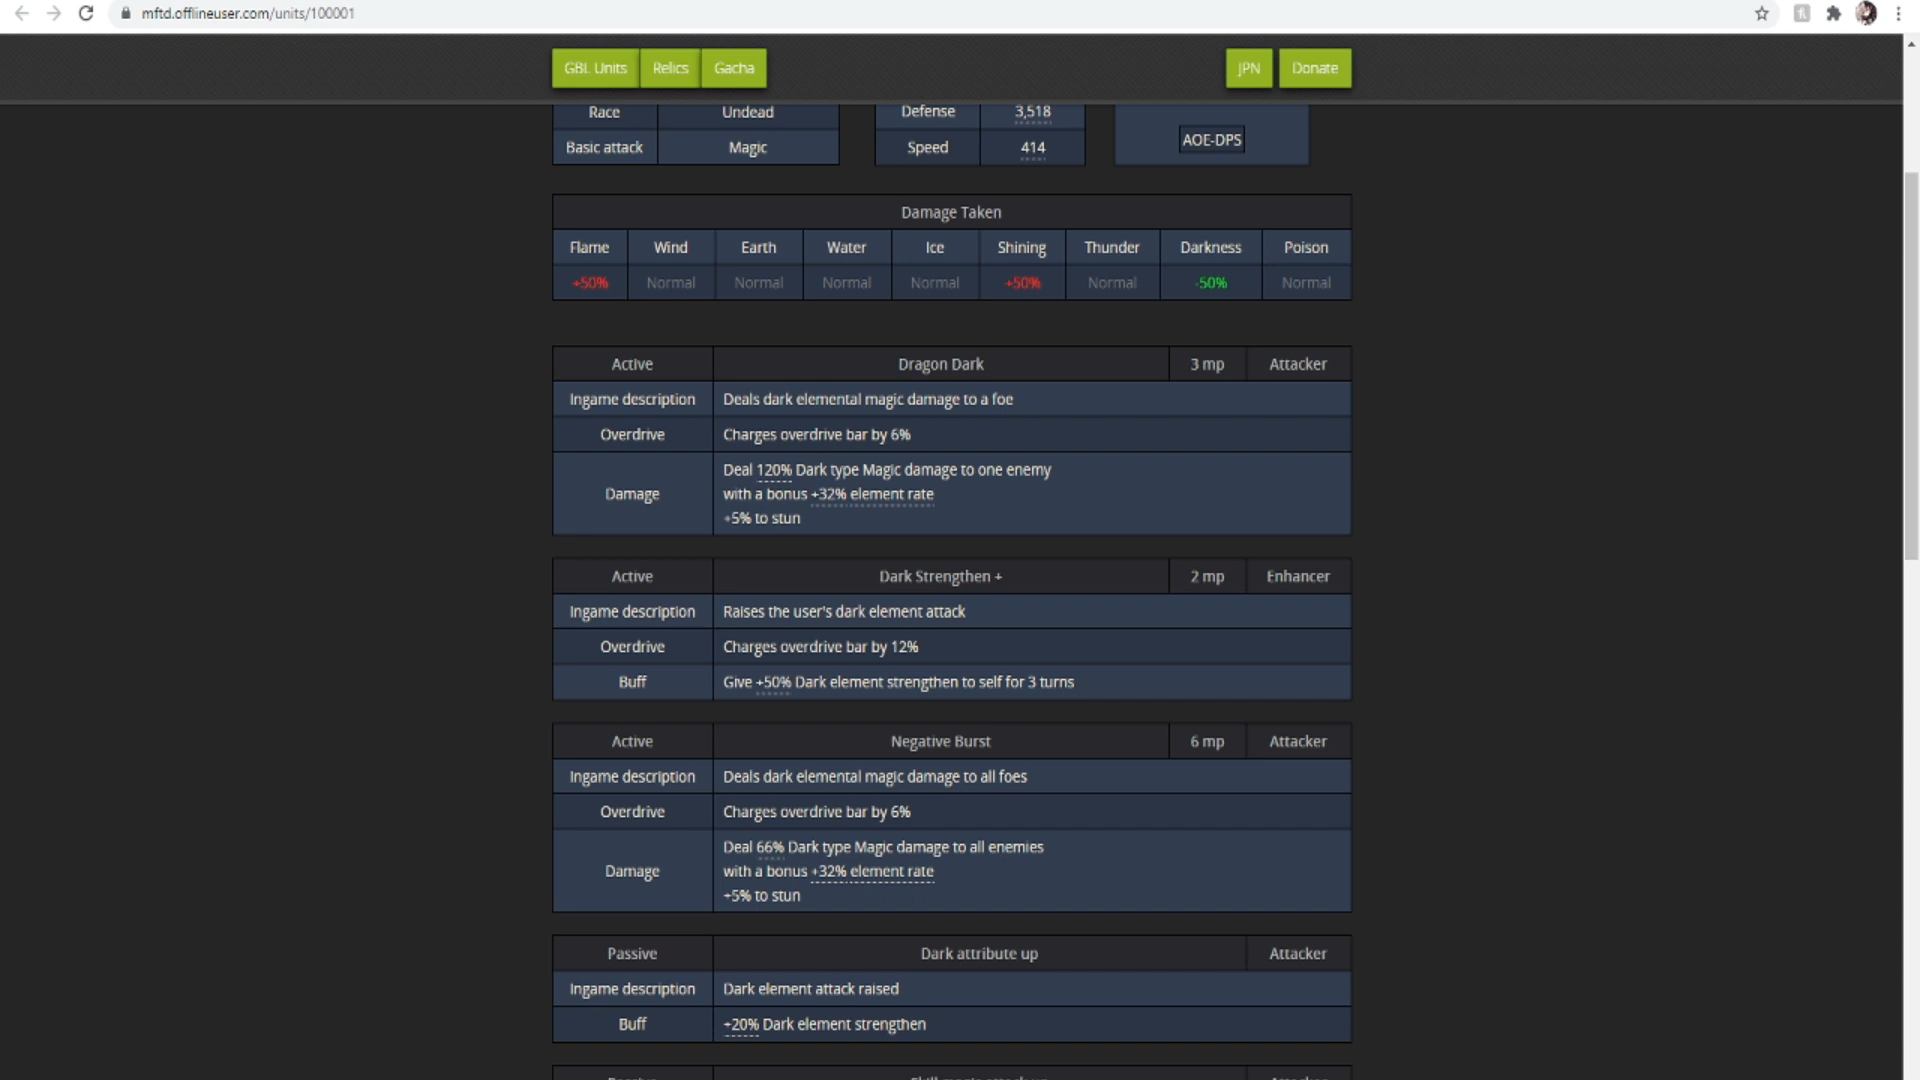 mftd.offlineuser.com/units/100001
GBL Units Relics Gacha JPN Donate
Race Undead Defense 3,518
AOE-DPS
Basic attack Magic Speed 414
Damage Taken
Flame Wind Earth Water Ice Shining Thunder Darkness Poison
+50% Normal Normal Normal Normal +50% Normal -50% Normal
Active Dragon Dark 3 mp Attacker
Ingame description Deals dark elemental magic damage to a foe
Overdrive Charges overdrive bar by 6%
Damage Deal 120% Dark type Magic damage to one enemy
with a bonus +32% element rate
+5% to stun
Active Dark Strengthen + 2 mp Enhancer
Ingame description Raises the user's dark element attack
Overdrive Charges overdrive bar by 12%
Buff Give +50% Dark element strengthen to self for 3 turns
Active Negative Burst 6 mp Attacker
Ingame description Deals dark elemental magic damage to all foes
Overdrive Charges overdrive bar by 6%
Damage Deal 66% Dark type Magic damage to all enemies
with a bonus +32% element rate
+5% to stun
Passive Dark attribute up Attacker
Ingame description Dark element attack raised
Buff +20% Dark element strengthen